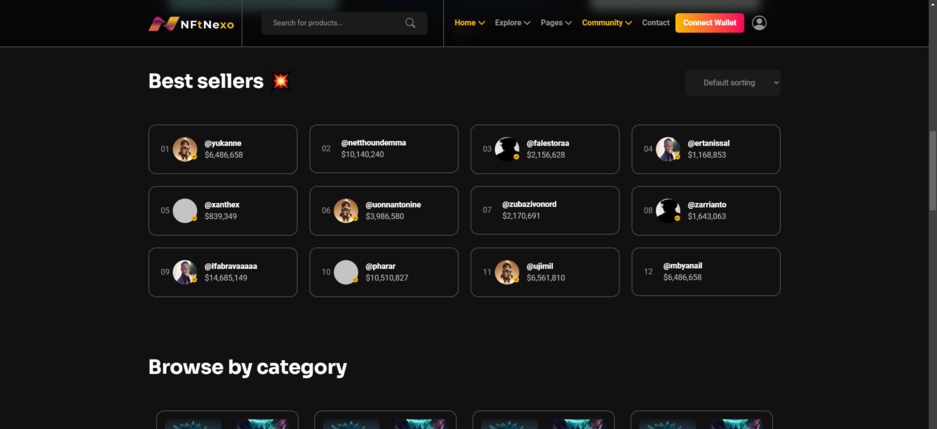 NFtNexo
Search for products...
Home Explore Pages Community Contact Connect Wallet
Best sellers 💥
Default sorting
01 @yukanne
$6,486,658
02 @netthoundemma
$10,140,240
03 @falestoraa
$2,156,628
04 @ertanissal
$1,168,853
05 @xanthex
$839,349
06 @uonnantonine
$3,986,580
07 @zubazivonord
$2,170,691
08 @zarrianto
$1,643,063
09 @lfabravaaaaa
$14,685,149
10 @pharar
$10,510,827
11 @ujimil
$6,561,810
12 @mbyanail
$6,486,658
Browse by category